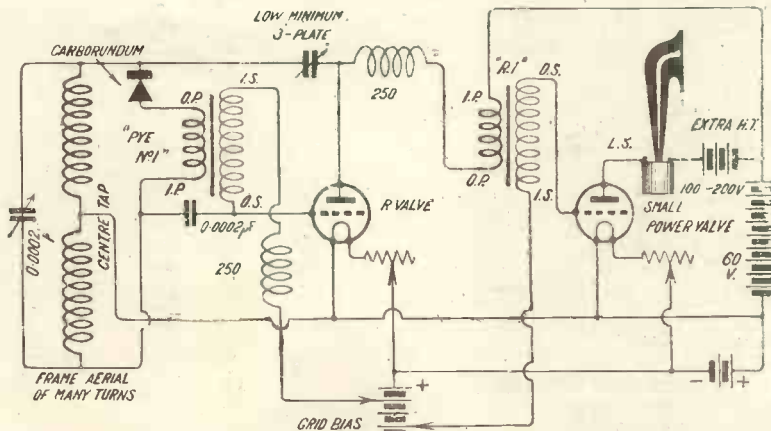 LOW MINIMUM
3-PLATE
CARBORUNDUM
I.S.
O.P.
"PYE
Nº1"
I.P.
O.S.
0·0002μF
250
250
0·0002
μ
CENTRE TAP
R VALVE
"R.I"
O.S.
I.P.
O.P.
I.S.
L.S.
EXTRA H.T.
100-200V
SMALL
POWER VALVE
60
V.
FRAME AERIAL
OF MANY TURNS
GRID BIAS
+
- +